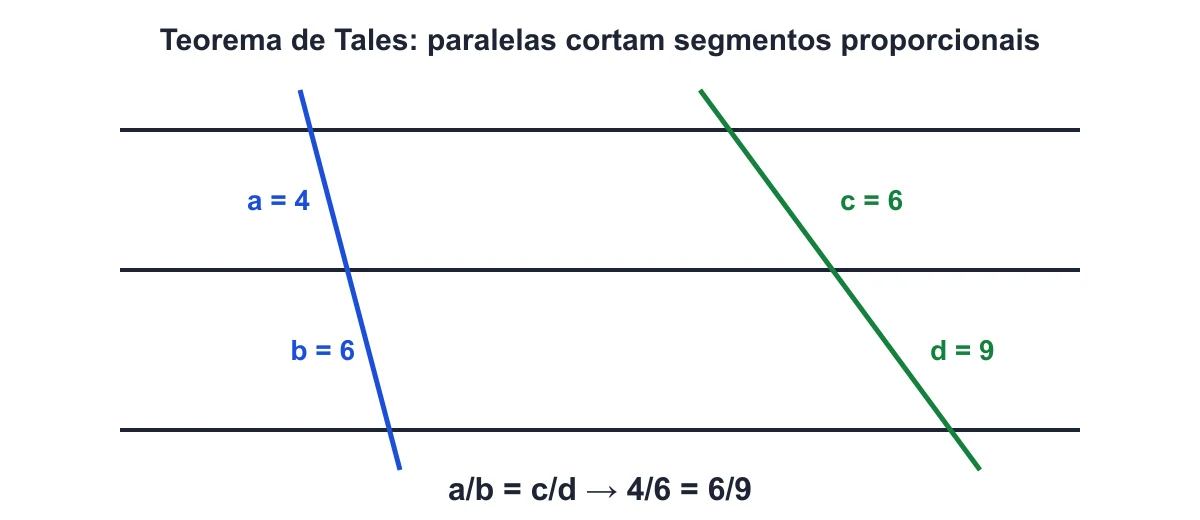 Teorema de Tales: paralelas cortam segmentos proporcionais
a = 4
c = 6
b = 6
d = 9
a/b = c/d → 4/6 = 6/9